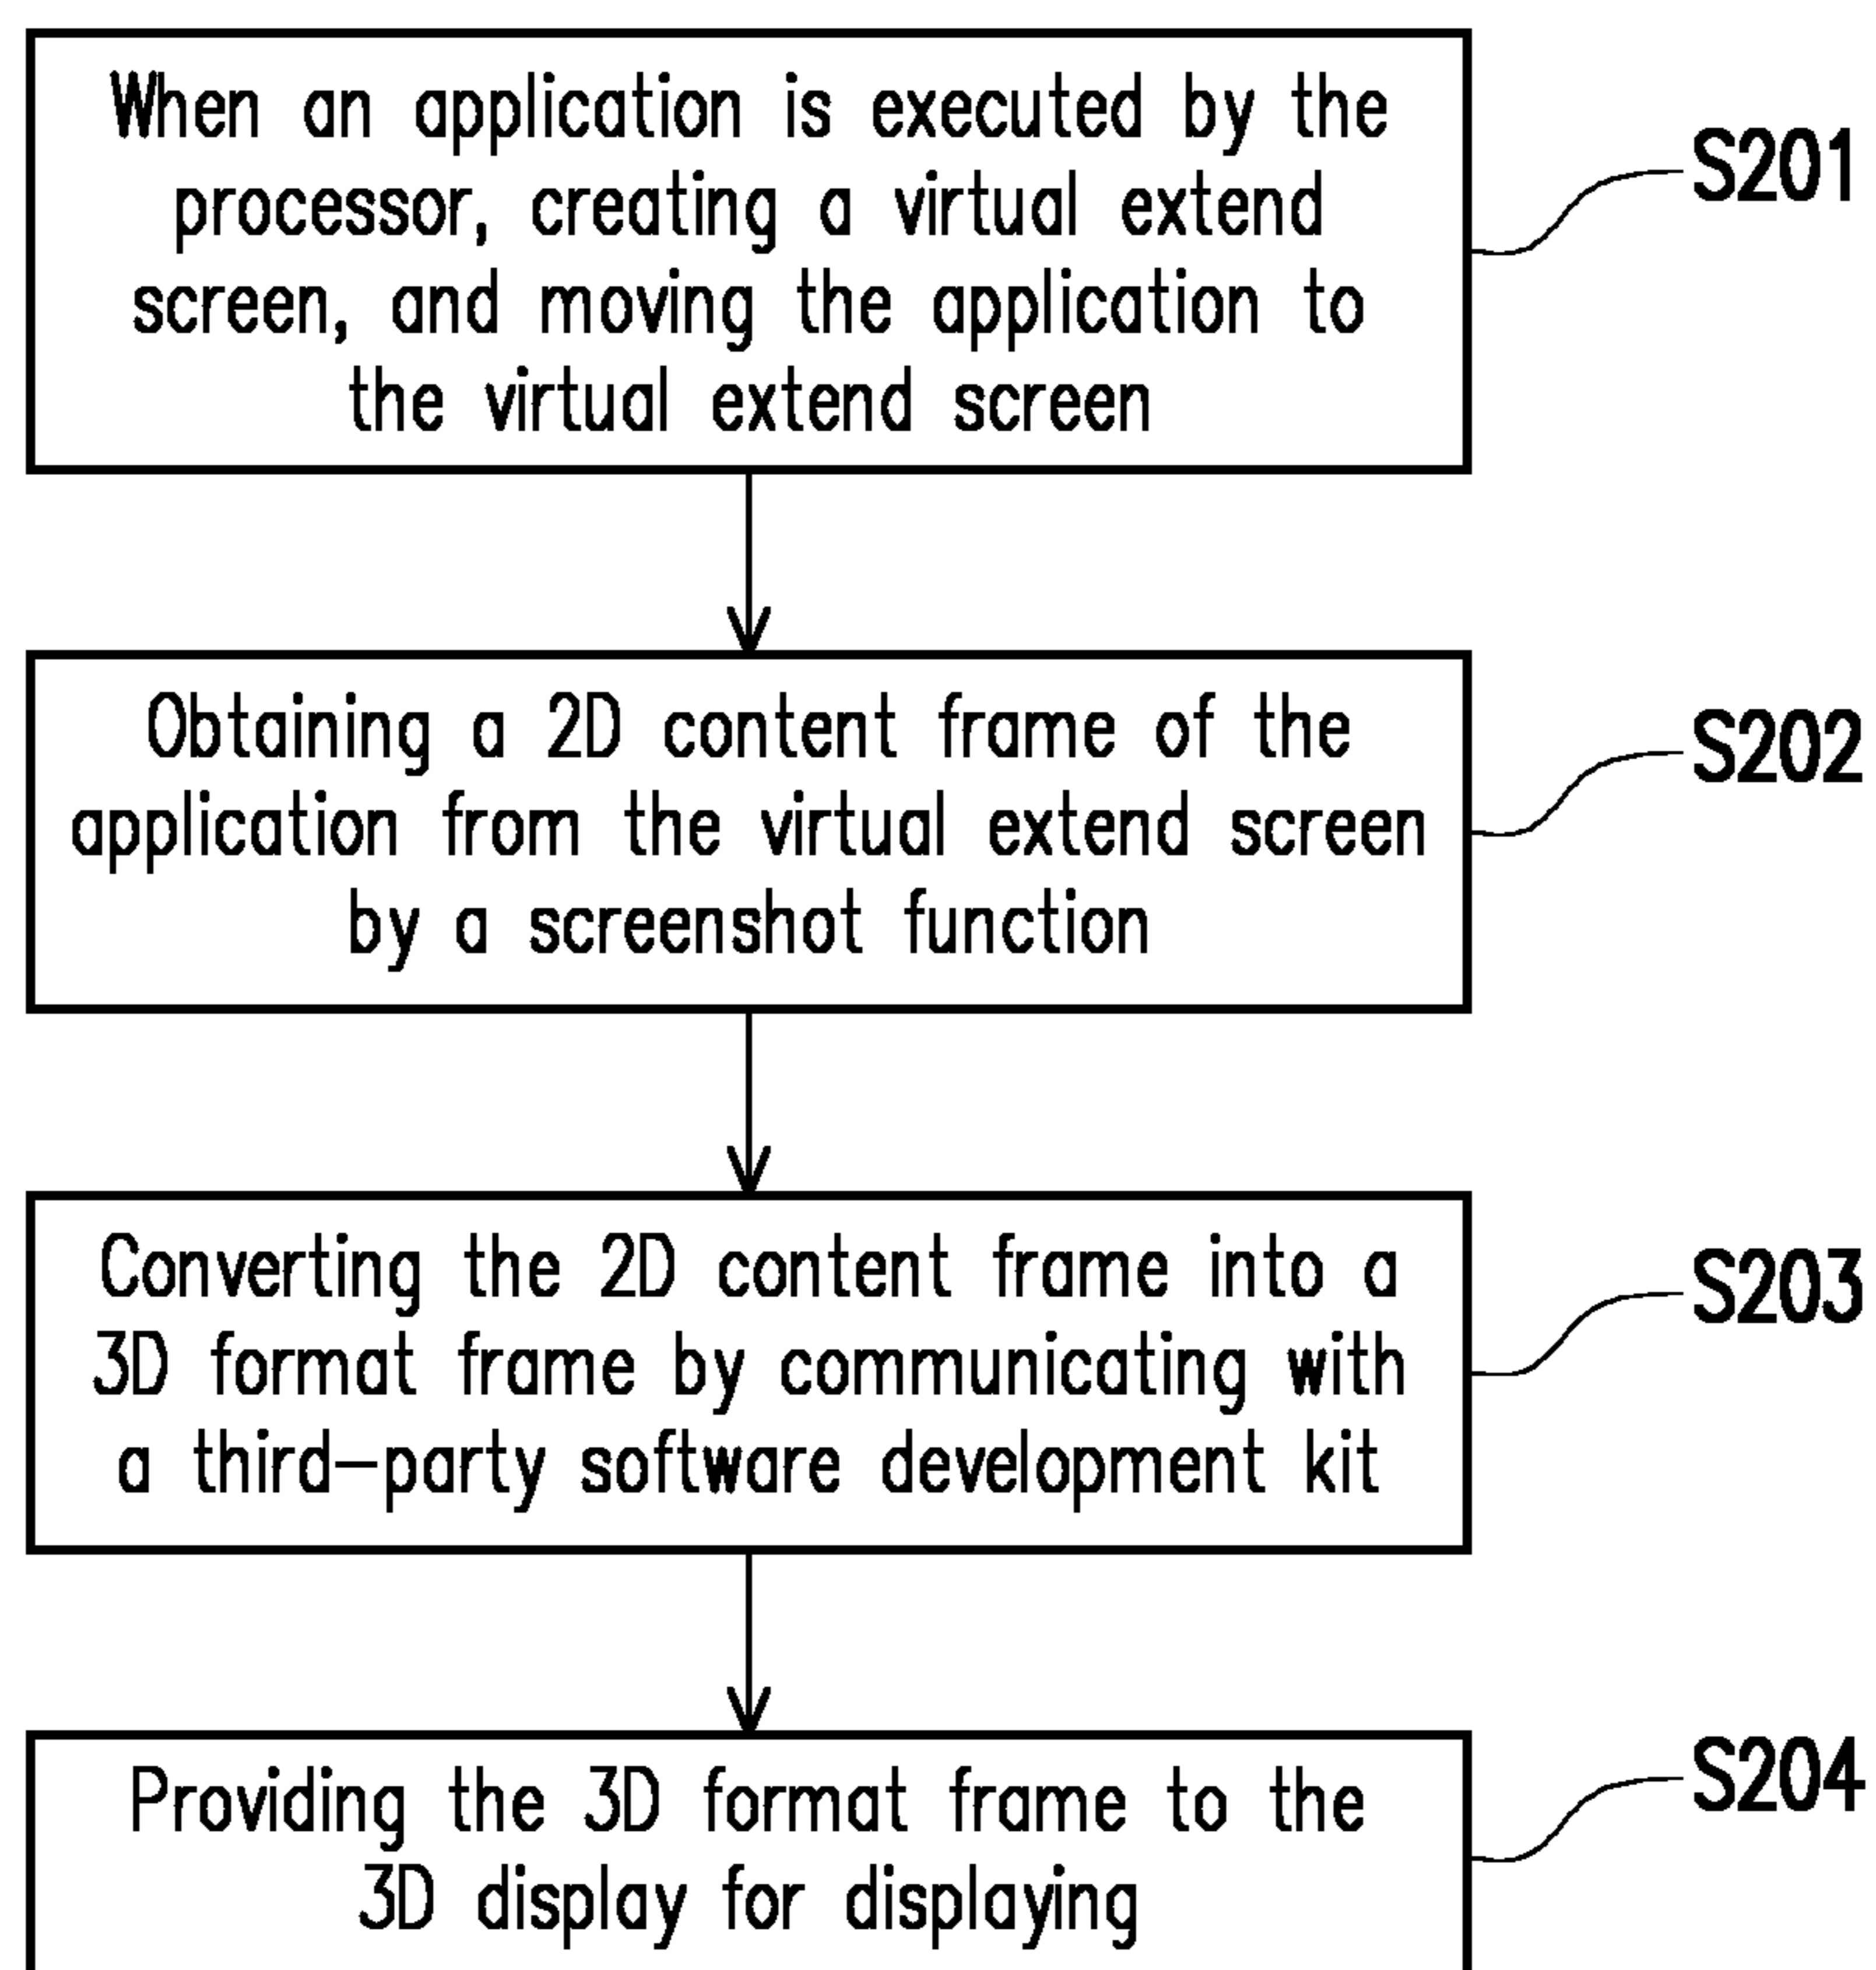 When an application is executed by the
processor, creating a virtual extend
screen, and moving the application to
the virtual extend screen
S201
Obtaining a 2D content frame of the
application from the virtual extend screen
by a screenshot function
S202
Converting the 2D content frame into a
3D format frame by communicating with
a third-party software development kit
S203
Providing the 3D format frame to the
3D display for displaying
S204